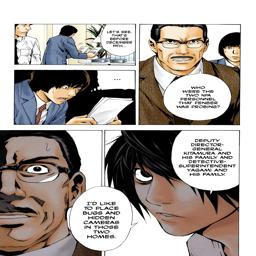 LET'S SEE.
THAT'S
BEFORE
DECEMBER
14TH...
...
WHO
WERE THE
TWO NPA
PERSONNEL
THAT PENBER
WAS PROBING?
DEPUTY
DIRECTOR-
GENERAL
KITAMURA AND
HIS FAMILY AND
DETECTIVE-
SUPERINTENDENT
YAGAMI AND
HIS FAMILY.
I'D LIKE
TO PLACE
BUGS AND
HIDDEN
CAMERAS
IN THOSE
TWO
HOMES.